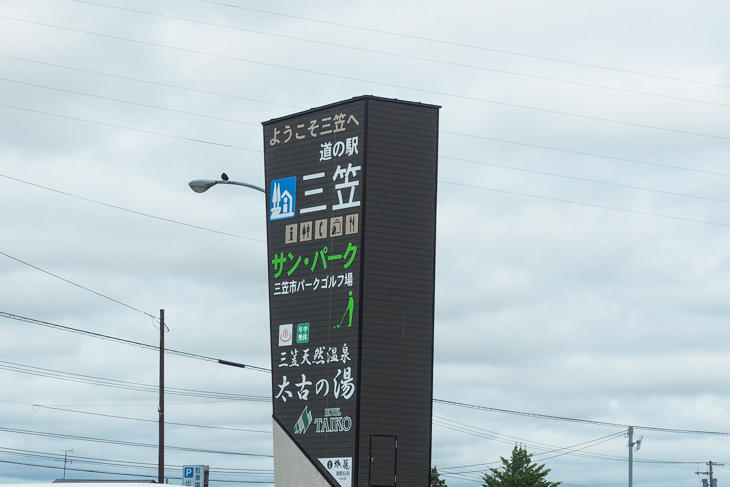 ようこそ三笠へ
道の駅
三笠
サン・パーク
三笠市パークゴルフ場
年中
無休
三笠天然温泉
太古の湯
HOTEL
TAIKO
P